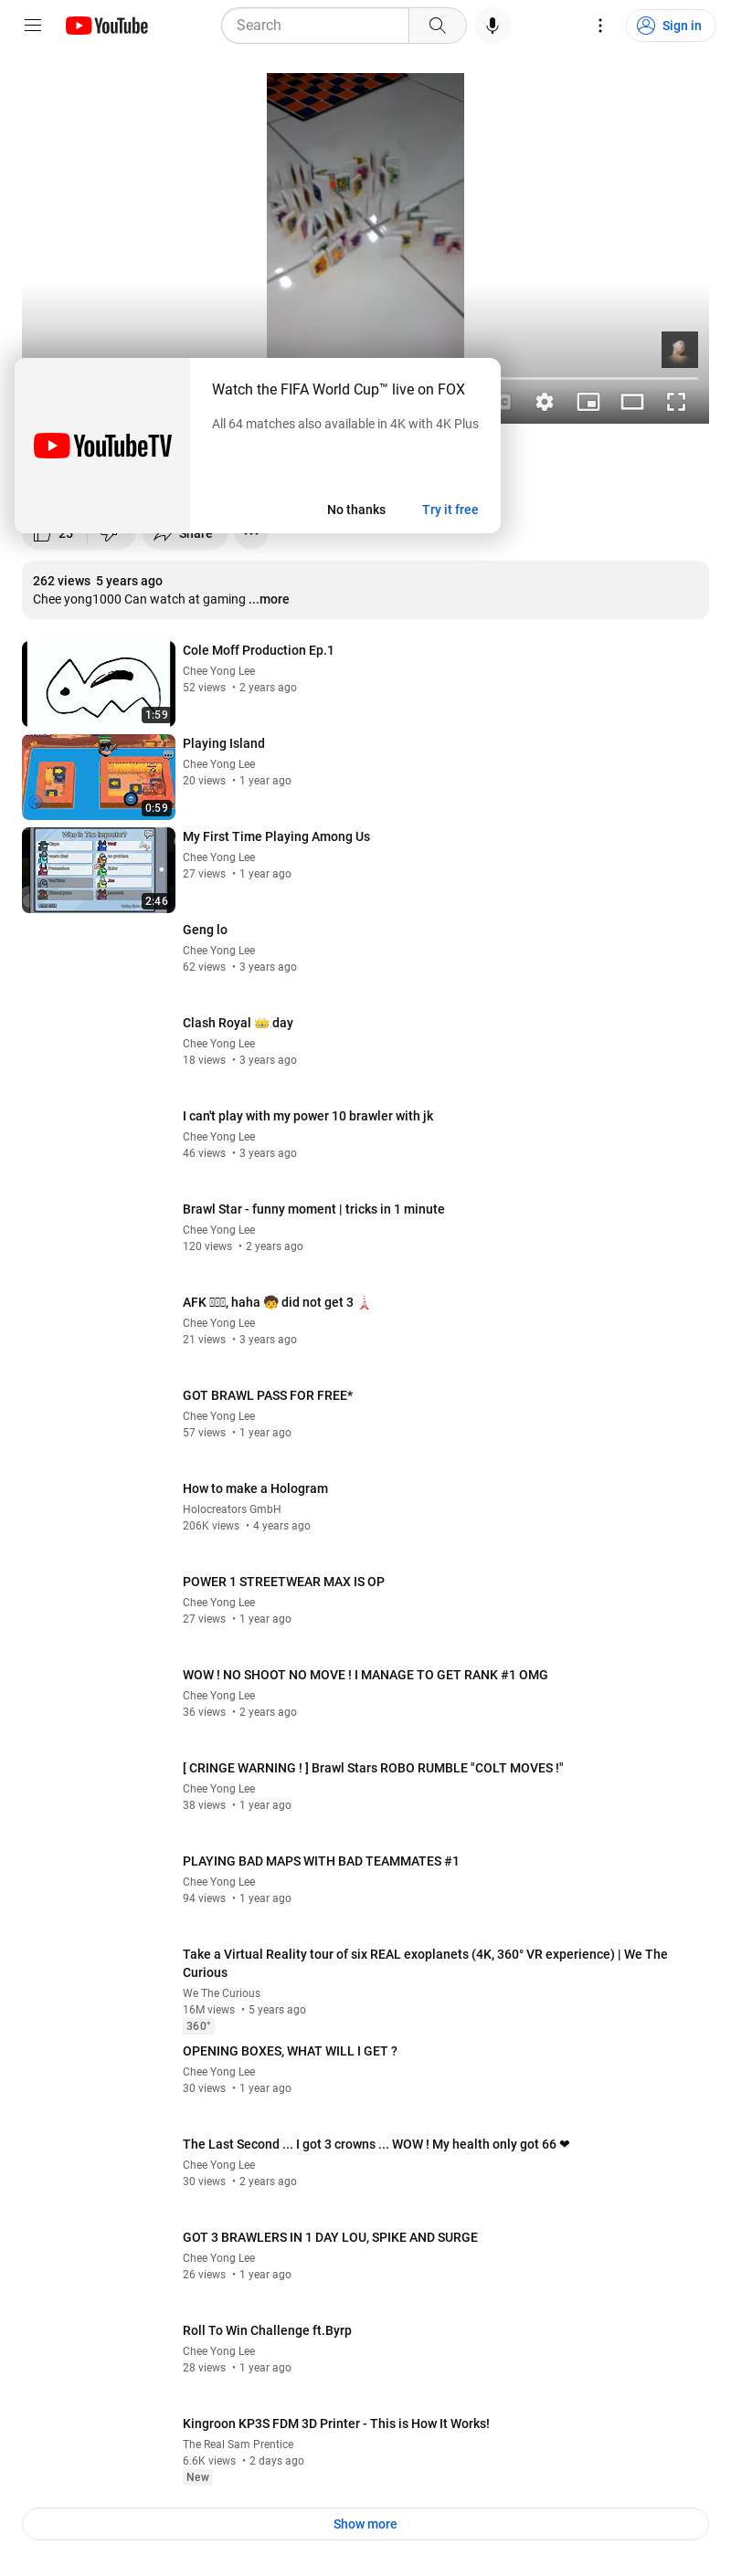 YouTube
Search
Sign in
Watch the FIFA World Cup™ live on FOX
All 64 matches also available in 4K with 4K Plus
YouTubeTV
No thanks
Try it free
25
Share
262 views 5 years ago
Chee yong1000 Can watch at gaming ...more
Cole Moff Production Ep.1
Chee Yong Lee
52 views • 2 years ago
1:59
Playing Island
Chee Yong Lee
20 views • 1 year ago
0:59
My First Time Playing Among Us
Chee Yong Lee
27 views • 1 year ago
Who Is The Impostor?
2:46
Geng lo
Chee Yong Lee
62 views • 3 years ago
Clash Royal 👑 day
Chee Yong Lee
18 views • 3 years ago
I can't play with my power 10 brawler with jk
Chee Yong Lee
46 views • 3 years ago
Brawl Star - funny moment | tricks in 1 minute
Chee Yong Lee
120 views • 2 years ago
AFK , haha 🧒 did not get 3 🗼
Chee Yong Lee
21 views • 3 years ago
GOT BRAWL PASS FOR FREE*
Chee Yong Lee
57 views • 1 year ago
How to make a Hologram
Holocreators GmbH
206K views • 4 years ago
POWER 1 STREETWEAR MAX IS OP
Chee Yong Lee
27 views • 1 year ago
WOW ! NO SHOOT NO MOVE ! I MANAGE TO GET RANK #1 OMG
Chee Yong Lee
36 views • 2 years ago
[ CRINGE WARNING ! ] Brawl Stars ROBO RUMBLE "COLT MOVES !"
Chee Yong Lee
38 views • 1 year ago
PLAYING BAD MAPS WITH BAD TEAMMATES #1
Chee Yong Lee
94 views • 1 year ago
Take a Virtual Reality tour of six REAL exoplanets (4K, 360° VR experience) | We The
Curious
We The Curious
16M views • 5 years ago
360°
OPENING BOXES, WHAT WILL I GET ?
Chee Yong Lee
30 views • 1 year ago
The Last Second ... I got 3 crowns ... WOW ! My health only got 66 ❤
Chee Yong Lee
30 views • 2 years ago
GOT 3 BRAWLERS IN 1 DAY LOU, SPIKE AND SURGE
Chee Yong Lee
26 views • 1 year ago
Roll To Win Challenge ft.Byrp
Chee Yong Lee
28 views • 1 year ago
Kingroon KP3S FDM 3D Printer - This is How It Works!
The Real Sam Prentice
6.6K views • 2 days ago
New
Show more